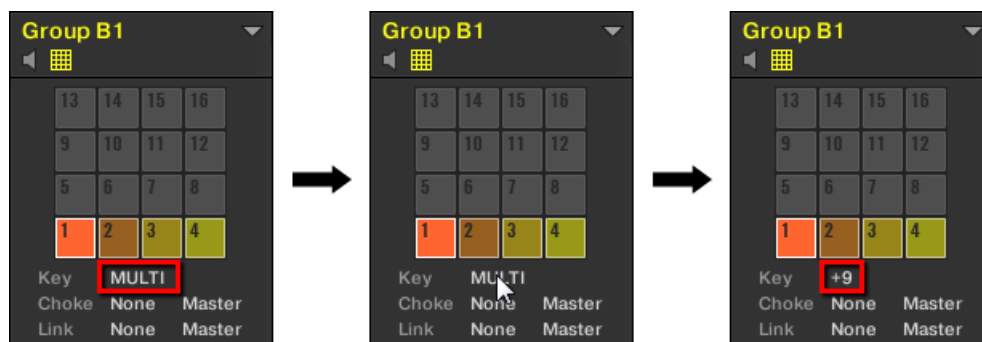 Group B1
13 14 15 16
9 10 11 12
5 6 7 8
1 2 3 4
Key MULTI
Choke None Master
Link None Master
Group B1
13 14 15 16
9 10 11 12
5 6 7 8
1 2 3 4
Key MULTI
Choke None Master
Link None Master
Group B1
13 14 15 16
9 10 11 12
5 6 7 8
1 2 3 4
Key +9
Choke None Master
Link None Master